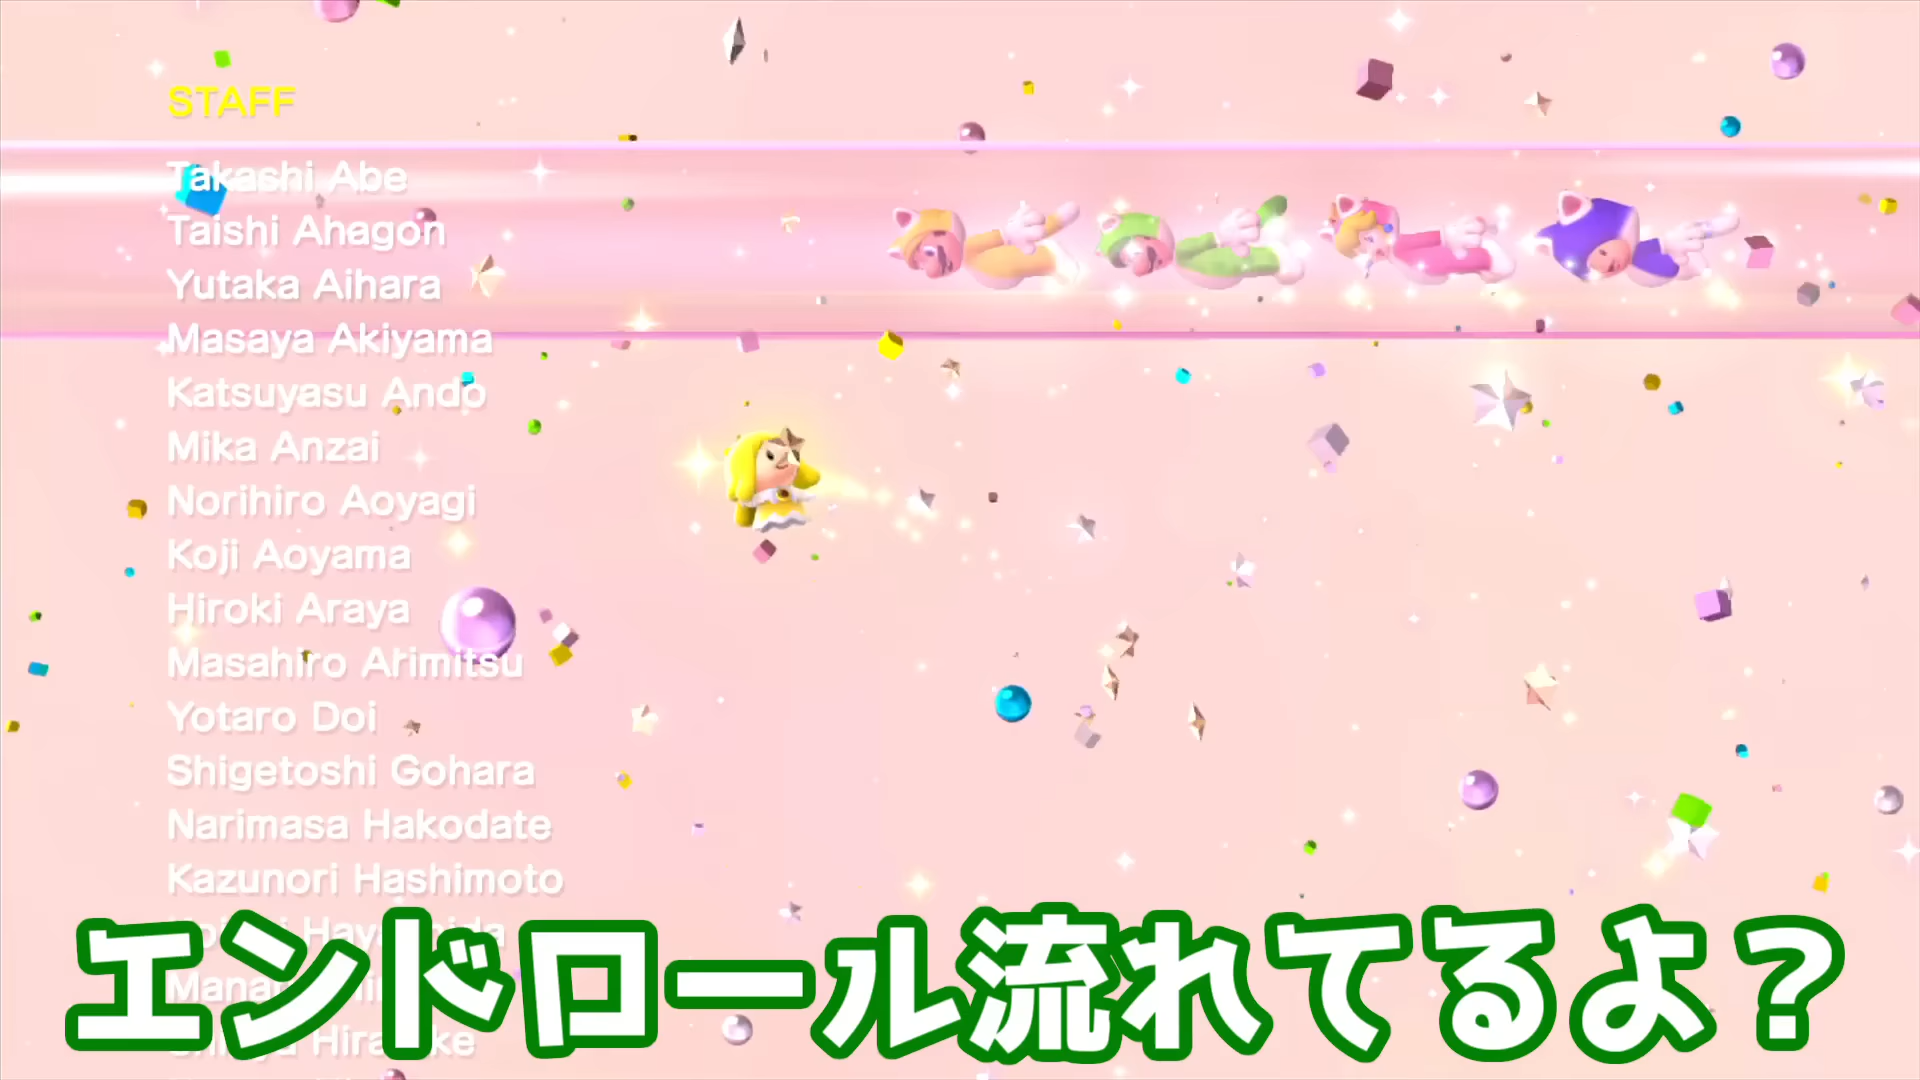 STAFF
Takashi Abe
Taishi Ahagon
Yutaka Aihara
Masaya Akiyama
Katsuyasu Ando
Mika Anzai
Norihiro Aoyagi
Koji Aoyama
Hiroki Araya
Masahiro Arimitsu
Yotaro Doi
Shigetoshi Gohara
Narimasa Hakodate
Kazunori Hashimoto
エンドロール流れてるよ？